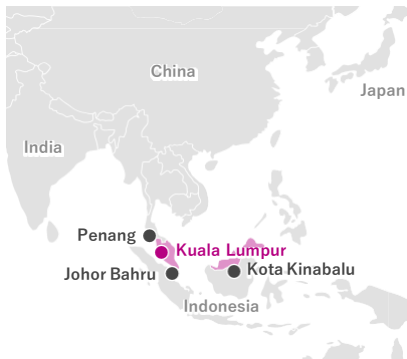 China
Japan
India
Penang
Kuala Lumpur
Johor Bahru
Kota Kinabalu
Indonesia